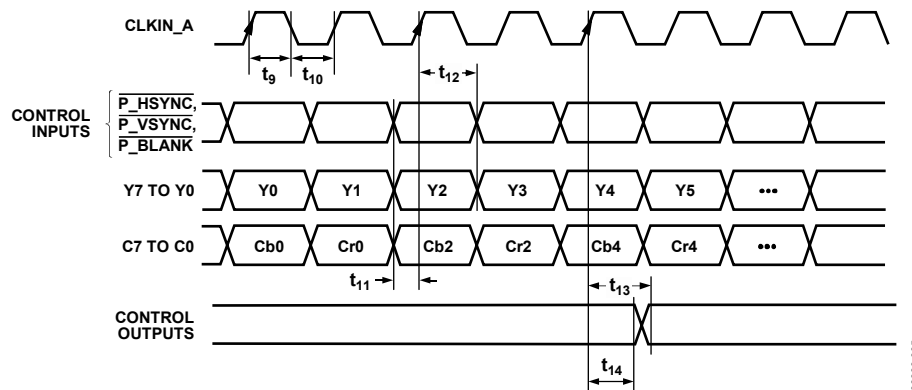 CLKIN_A
t9 t10 t12
CONTROL INPUTS
P_HSYNC,
P_VSYNC,
P_BLANK
Y7 TO Y0 Y0 Y1 Y2 Y3 Y4 Y5 •••
C7 TO C0 Cb0 Cr0 Cb2 Cr2 Cb4 Cr4 •••
t11 t13
CONTROL OUTPUTS
t14